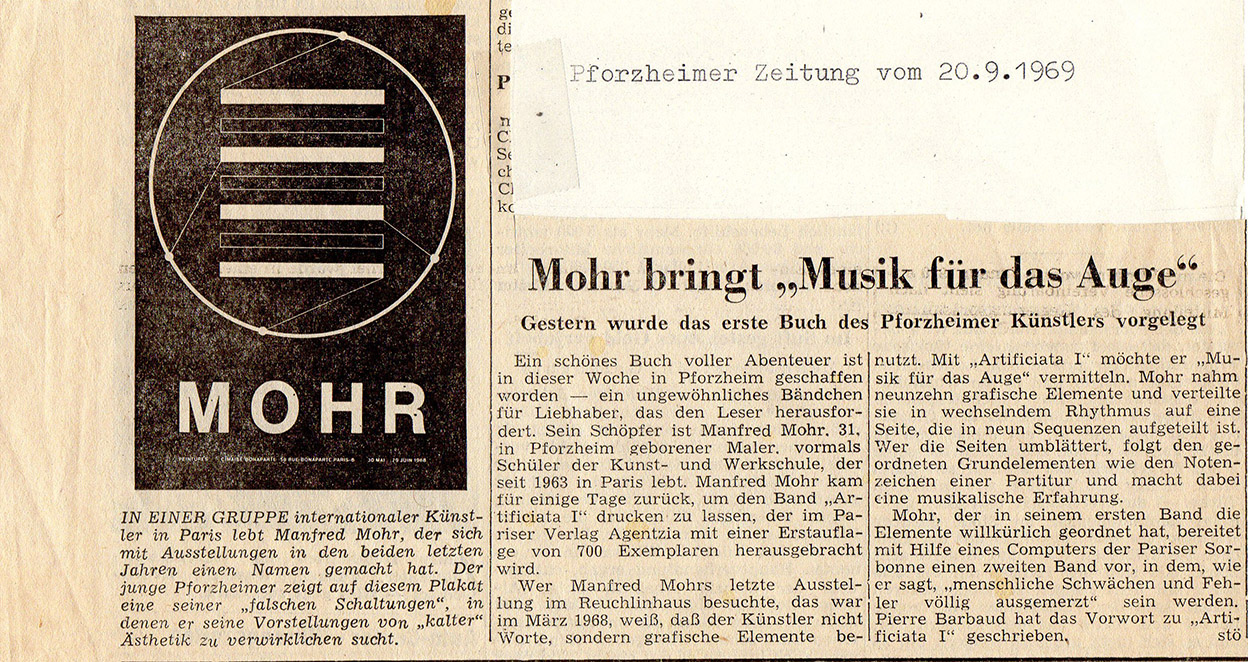 MOHR
PEINTURES CIMAISE BONAPARTE 58 RUE BONAPARTE PARIS-6 30 MAI 29 JUIN 1968
IN EINER GRUPPE internationaler Künst-
ler in Paris lebt Manfred Mohr, der sich
mit Ausstellungen in den beiden letzten
Jahren einen Namen gemacht hat. Der
junge Pforzheimer zeigt auf diesem Plakat
eine seiner „falschen Schaltungen“, in
denen er seine Vorstellungen von „kalter“
Ästhetik zu verwirklichen sucht.
Pforzheimer Zeitung vom 20.9.1969
Mohr bringt „Musik für das Auge“
Gestern wurde das erste Buch des Pforzheimer Künstlers vorgelegt
Ein schönes Buch voller Abenteuer ist
in dieser Woche in Pforzheim geschaffen
worden — ein ungewöhnliches Bändchen
für Liebhaber, das den Leser herausfor-
dert. Sein Schöpfer ist Manfred Mohr, 31,
in Pforzheim geborener Maler, vormals
Schüler der Kunst- und Werkschule, der
seit 1963 in Paris lebt. Manfred Mohr kam
für einige Tage zurück, um den Band „Ar-
tificiata I“ drucken zu lassen, der im Pa-
riser Verlag Agentzia mit einer Erstaufla-
ge von 700 Exemplaren herausgebracht
wird.
Wer Manfred Mohrs letzte Ausstel-
lung im Reuchlinhaus besuchte, das war
im März 1968, weiß, daß der Künstler nicht
Worte, sondern grafische Elemente be-
nutzt. Mit „Artificiata I“ möchte er „Mu-
sik für das Auge“ vermitteln. Mohr nahm
neunzehn grafische Elemente und verteilte
sie in wechselndem Rhythmus auf eine
Seite, die in neun Sequenzen aufgeteilt ist.
Wer die Seiten umblättert, folgt den ge-
ordneten Grundelementen wie den Noten-
zeichen einer Partitur und macht dabei
eine musikalische Erfahrung.
Mohr, der in seinem ersten Band die
Elemente willkürlich geordnet hat, bereitet
mit Hilfe eines Computers der Pariser Sor-
bonne einen zweiten Band vor, in dem, wie
er sagt, „menschliche Schwächen und Feh-
ler völlig ausgemerzt“ sein werden.
Pierre Barbaud hat das Vorwort zu „Arti-
ficiata I“ geschrieben, stö